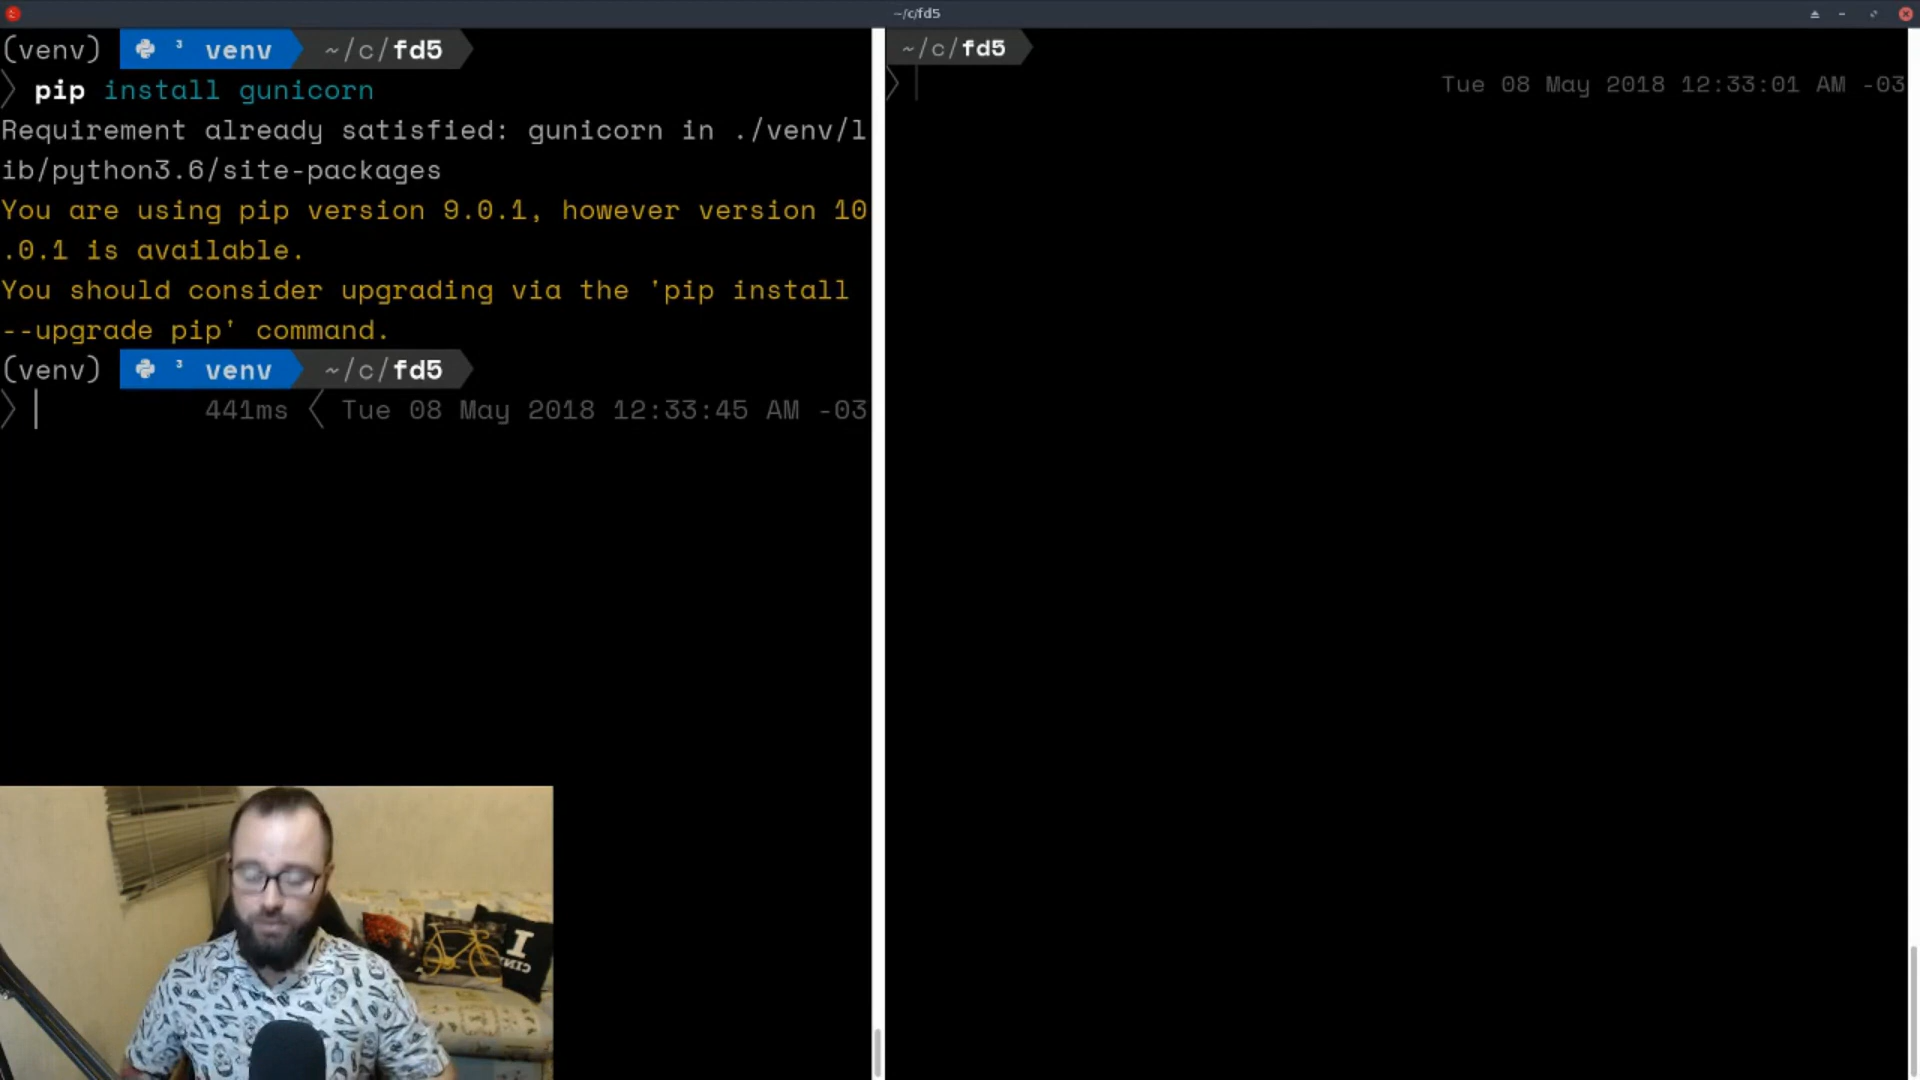 ~/c/fd5
(venv) 3 venv ~/c/fd5
pip install gunicorn
Requirement already satisfied: gunicorn in ./venv/l
ib/python3.6/site-packages
You are using pip version 9.0.1, however version 10
.0.1 is available.
You should consider upgrading via the 'pip install
--upgrade pip' command.
(venv) 3 venv ~/c/fd5
441ms Tue 08 May 2018 12:33:45 AM -03
~/c/fd5
Tue 08 May 2018 12:33:01 AM -03
I